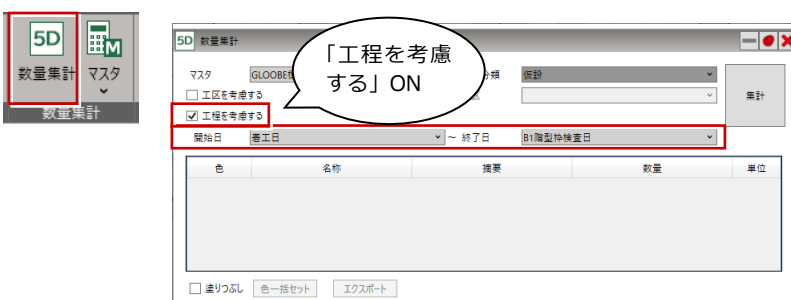 5D
M
数量集計
マスタ
数量集計
5D 数量集計
「工程を考慮
する」ON
マスタ GLOOBE 分類 仮設
工区を考慮する
集計
工程を考慮する
開始日 着工日 ～ 終了日 B1階型枠検査日
色 名称 摘要 数量 単位
塗りつぶし 色一括セット エクスポート